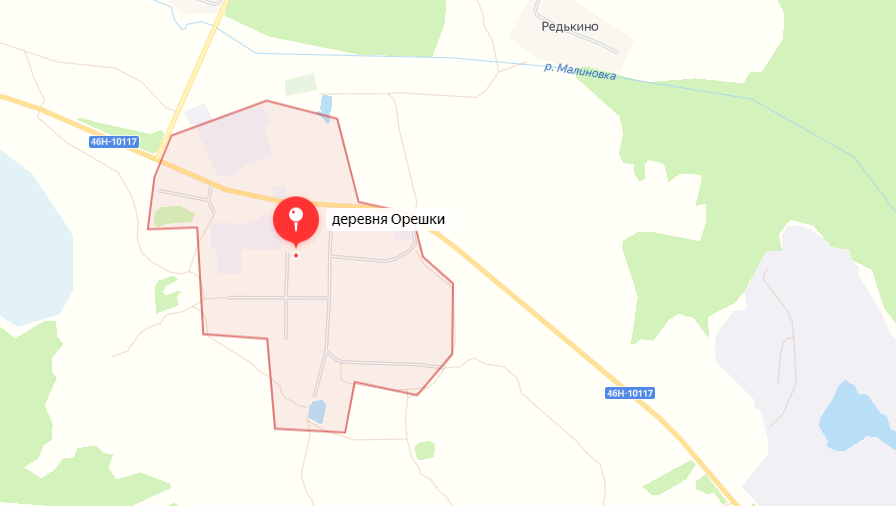 Редькино
р. Малиновка
46Н-10117
деревня Орешки
46Н-10117